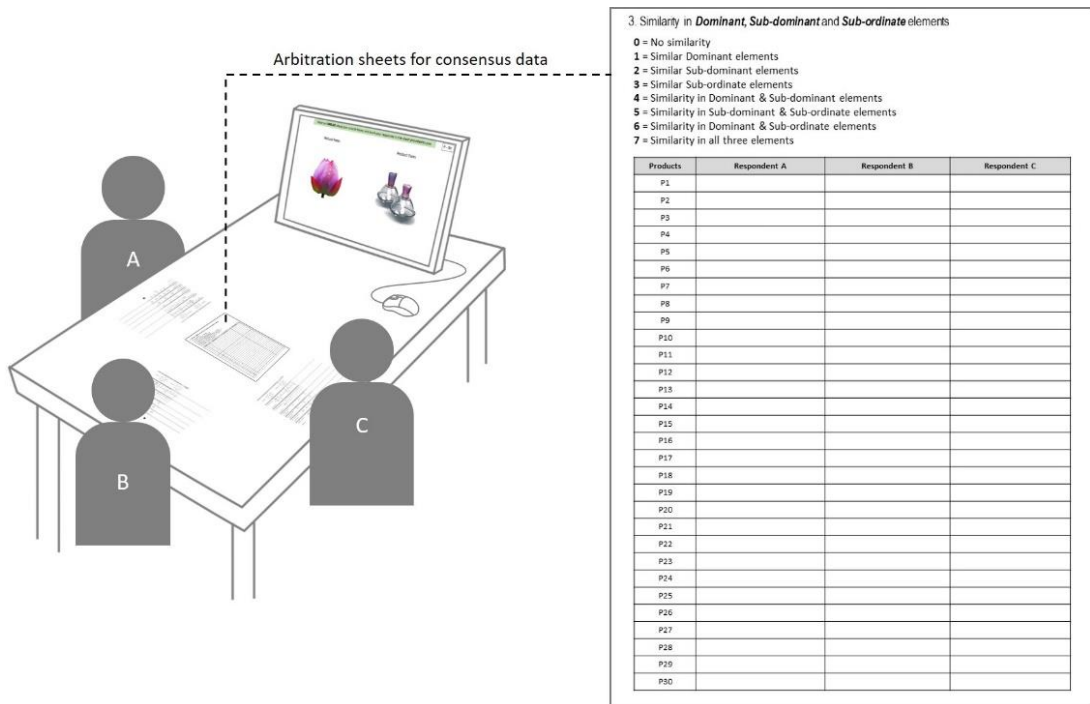 Arbitration sheets for consensus data
A
B
C
3. Similarity in Dominant, Sub-dominant and Sub-ordinate elements
0 = No similarity
1 = Similar Dominant elements
2 = Similar Sub-dominant elements
3 = Similar Sub-ordinate elements
4 = Similarity in Dominant & Sub-dominant elements
5 = Similarity in Sub-dominant & Sub-ordinate elements
6 = Similarity in Dominant & Sub-ordinate elements
7 = Similarity in all three elements
Products Respondent A Respondent B Respondent C
P1
P2
P3
P4
P5
P6
P7
P8
P9
P10
P11
P12
P13
P14
P15
P16
P17
P18
P19
P20
P21
P22
P23
P24
P25
P26
P27
P28
P29
P30